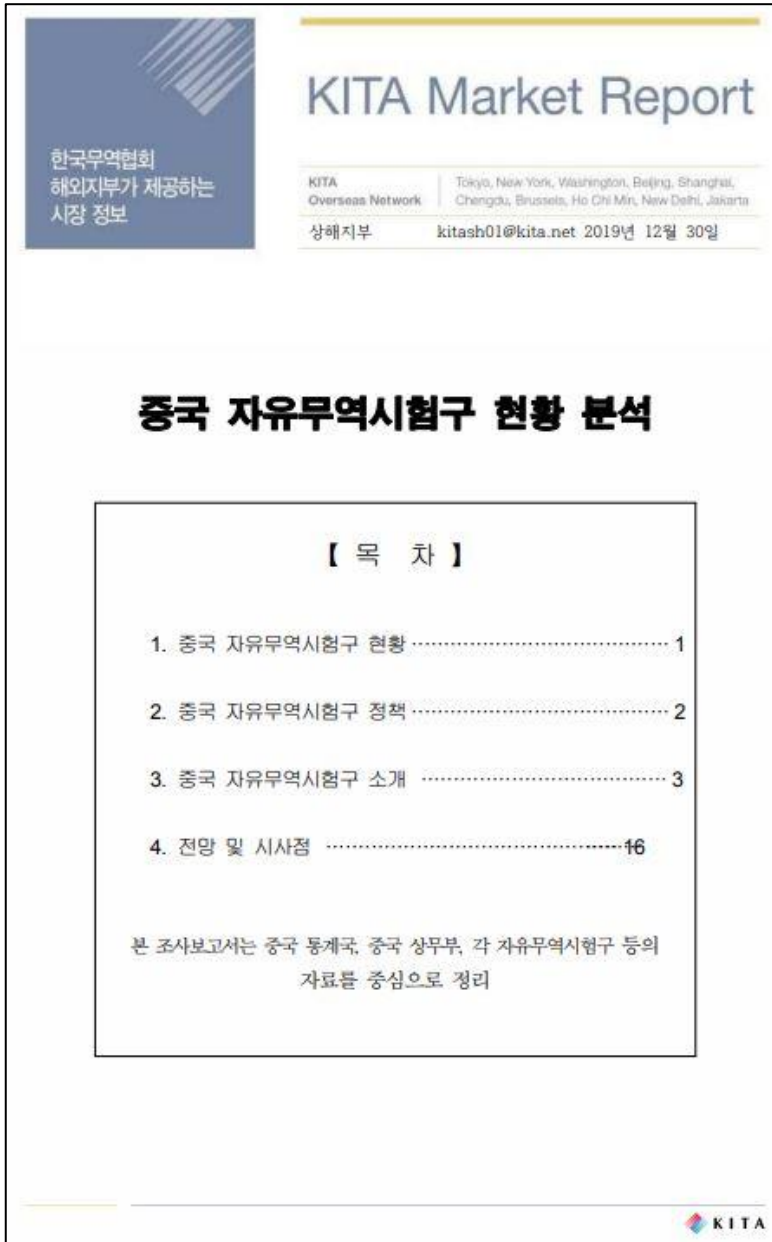 한국무역협회
해외지부가 제공하는
시장 정보
KITA Market Report
KITA
Overseas Network
Tokyo, New York, Washington, Beijing, Shanghai,
Chengdu, Brussels, Ho Chi Min, New Delhi, Jakarta
상해지부 kitash01@kita.net 2019년 12월 30일
중국 자유무역시험구 현황 분석
【 목 차 】
1. 중국 자유무역시험구 현황 ···································· 1
2. 중국 자유무역시험구 정책 ···································· 2
3. 중국 자유무역시험구 소개 ··································· 3
4. 전망 및 시사점 ··········································16
본 조사보고서는 중국 통계국, 중국 상무부, 각 자유무역시험구 등의
자료를 중심으로 정리
KITA